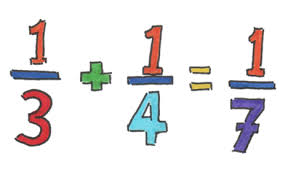 1/3 + 1/4 = 1/7